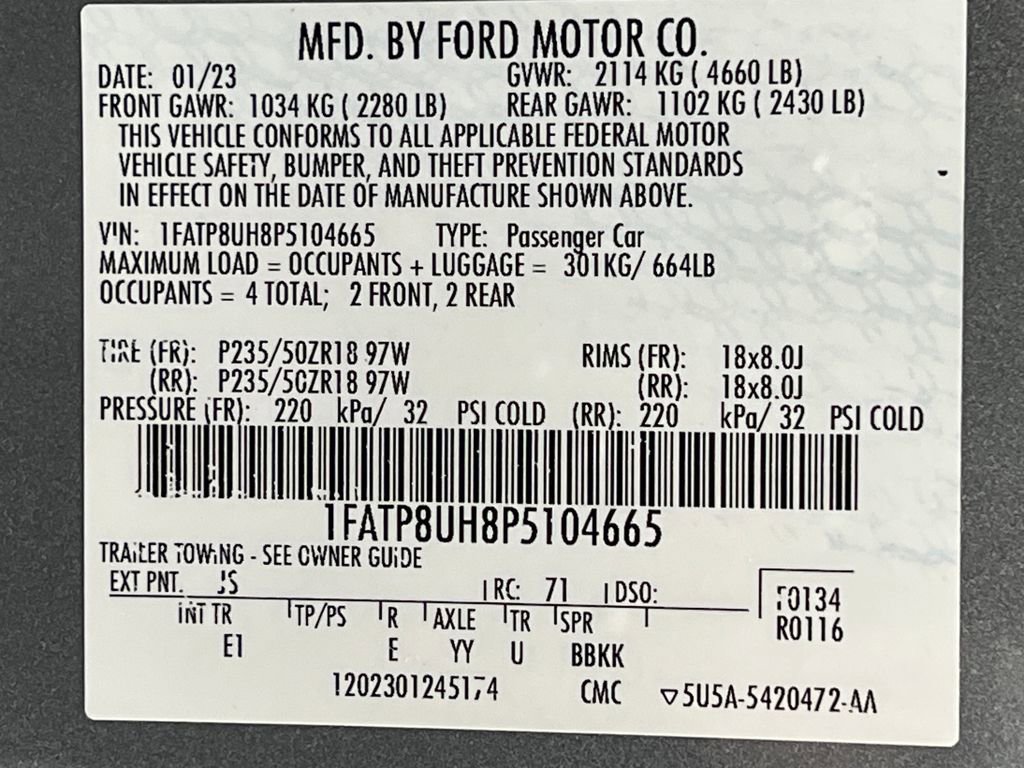 MFD. BY FORD MOTOR CO.
DATE: 01/23 GVWR: 2114 KG ( 4660 LB)
FRONT GAWR: 1034 KG ( 2280 LB) REAR GAWR: 1102 KG ( 2430 LB)
THIS VEHICLE CONFORMS TO ALL APPLICABLE FEDERAL MOTOR
VEHICLE SAFETY, BUMPER, AND THEFT PREVENTION STANDARDS
IN EFFECT ON THE DATE OF MANUFACTURE SHOWN ABOVE.
VIN: 1FATP8UH8P5104665 TYPE: Passenger Car
MAXIMUM LOAD = OCCUPANTS + LUGGAGE = 301KG/ 664LB
OCCUPANTS = 4 TOTAL; 2 FRONT, 2 REAR
TIRE (FR): P235/50ZR18 97W RIMS (FR): 18x8.0J
(RR): P235/50ZR18 97W (RR): 18x8.0J
PRESSURE (FR): 220 kPa/ 32 PSI COLD (RR): 220 kPa/ 32 PSI COLD
1FATP8UH8P5104665
TRAILER TOWING - SEE OWNER GUIDE
EXT PNT. JS RC: 71 DSO: F0134
INT TR TP/PS R AXLE TR SPR R0116
E1 E YY U BBKK
1202301245174 CMC ▽5U5A-5420472-AA